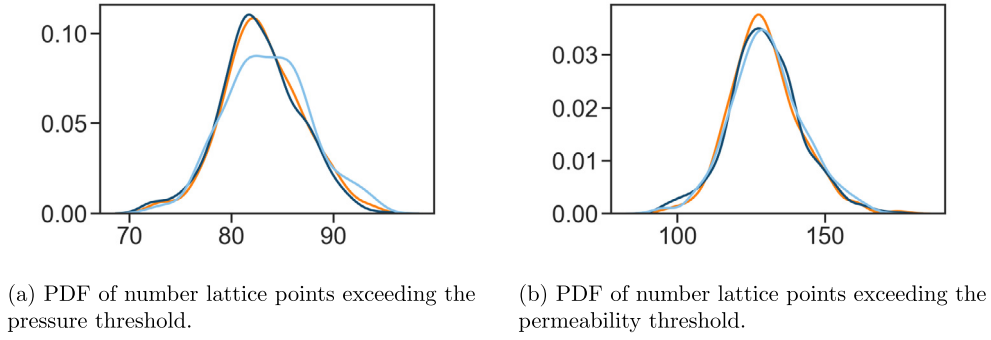 0.10
0.05
0.00
70 80 90
0.03
0.02
0.01
0.00
100 150
(a) PDF of number lattice points exceeding the
pressure threshold.
(b) PDF of number lattice points exceeding the
permeability threshold.